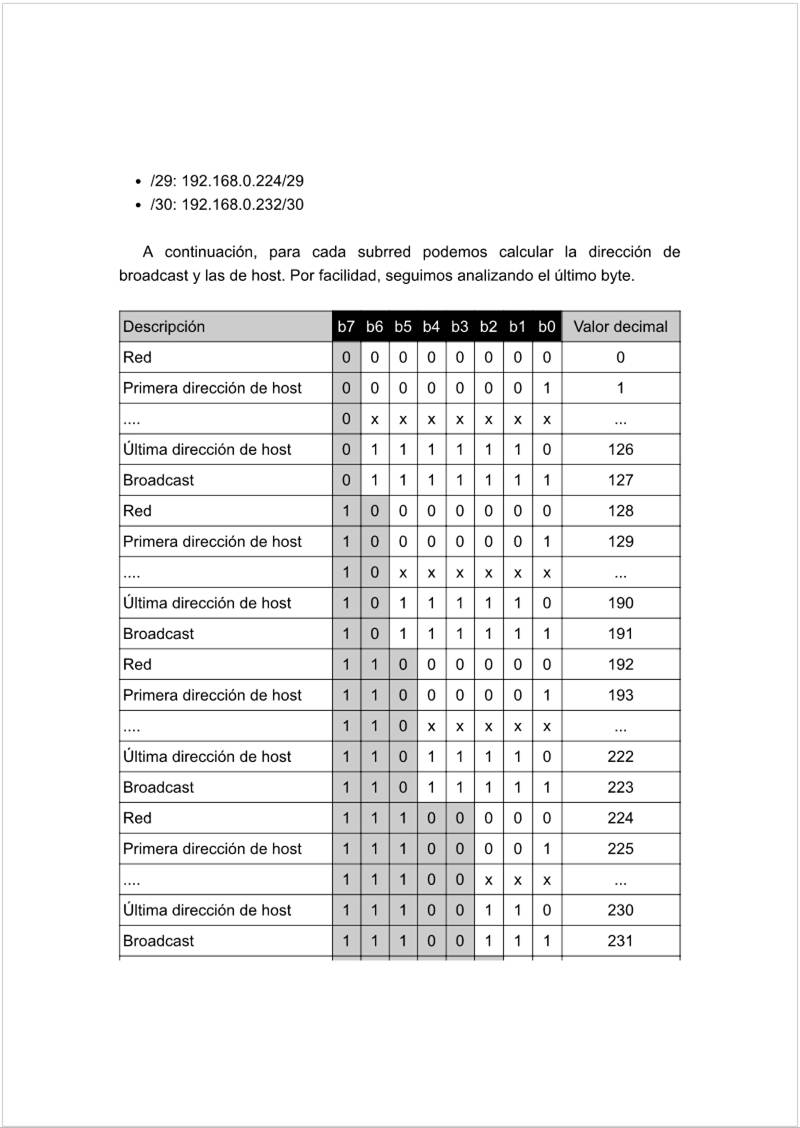 • /29: 192.168.0.224/29
• /30: 192.168.0.232/30
A continuación, para cada subrred podemos calcular la dirección de
broadcast y las de host. Por facilidad, seguimos analizando el último byte.
Descripción b7 b6 b5 b4 b3 b2 b1 b0 Valor decimal
Red 0 0 0 0 0 0 0 0 0
Primera dirección de host 0 0 0 0 0 0 0 1 1
.... 0 x x x x x x x ...
Última dirección de host 0 1 1 1 1 1 1 0 126
Broadcast 0 1 1 1 1 1 1 1 127
Red 1 0 0 0 0 0 0 0 128
Primera dirección de host 1 0 0 0 0 0 0 1 129
.... 1 0 x x x x x x ...
Última dirección de host 1 0 1 1 1 1 1 0 190
Broadcast 1 0 1 1 1 1 1 1 191
Red 1 1 0 0 0 0 0 0 192
Primera dirección de host 1 1 0 0 0 0 0 1 193
.... 1 1 0 x x x x x ...
Última dirección de host 1 1 0 1 1 1 1 0 222
Broadcast 1 1 0 1 1 1 1 1 223
Red 1 1 1 0 0 0 0 0 224
Primera dirección de host 1 1 1 0 0 0 0 1 225
.... 1 1 1 0 0 x x x ...
Última dirección de host 1 1 1 0 0 1 1 0 230
Broadcast 1 1 1 0 0 1 1 1 231